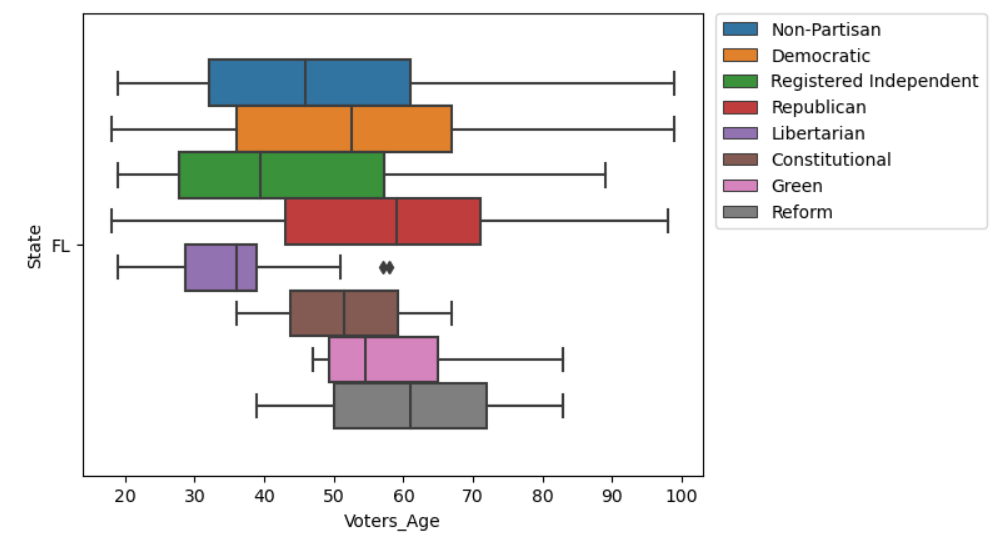 Non-Partisan
Democratic
Registered Independent
Republican
Libertarian
Constitutional
Green
Reform
State
FL
20 30 40 50 60 70 80 90 100
Voters_Age